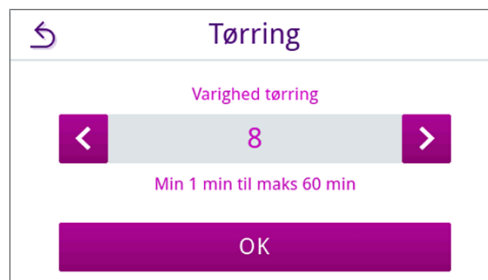 Tørring
Varighed tørring
8
Min 1 min til maks 60 min
OK